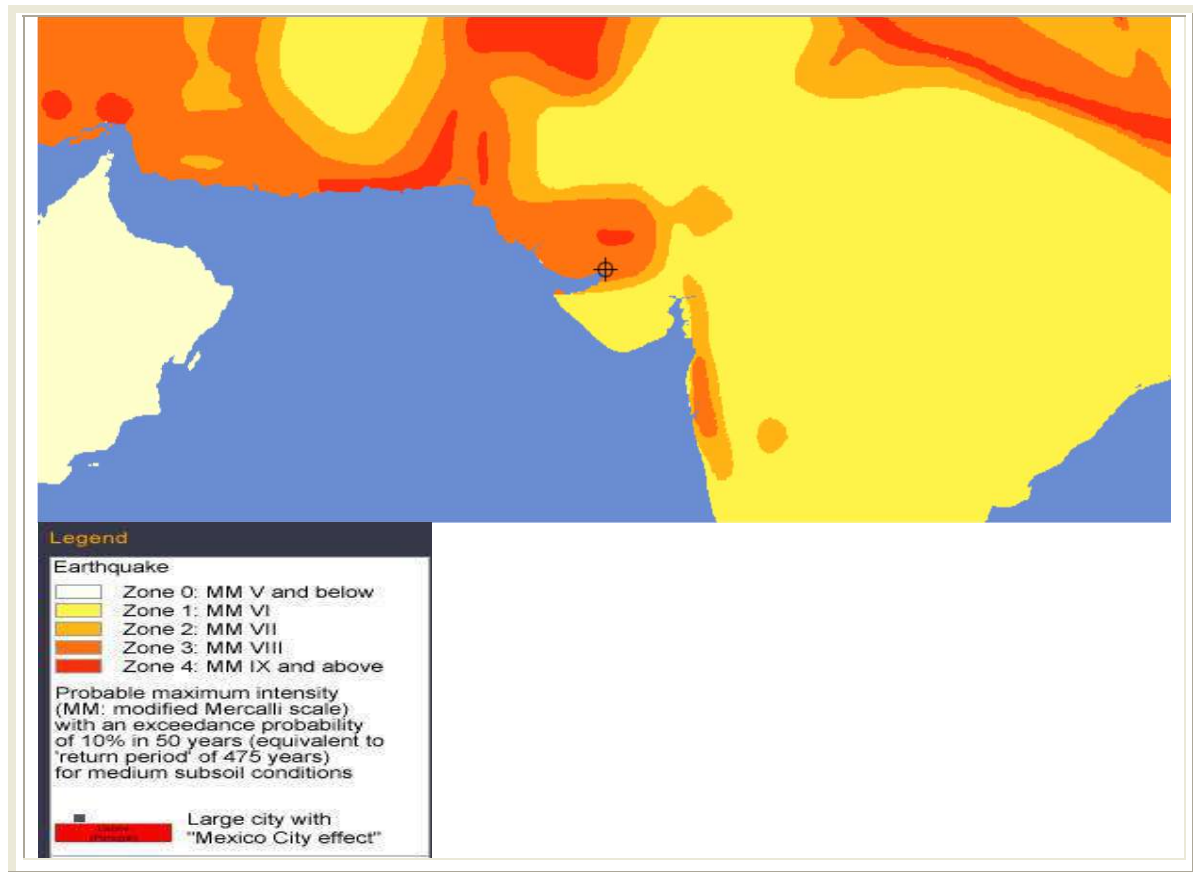 Legend
Earthquake
Zone 0: MM V and below
Zone 1: MM VI
Zone 2: MM VII
Zone 3: MM VIII
Zone 4: MM IX and above
Probable maximum intensity
(MM: modified Mercalli scale)
with an exceedance probability
of 10% in 50 years (equivalent to
'return period' of 475 years)
for medium subsoil conditions
Large city with
"Mexico City effect"